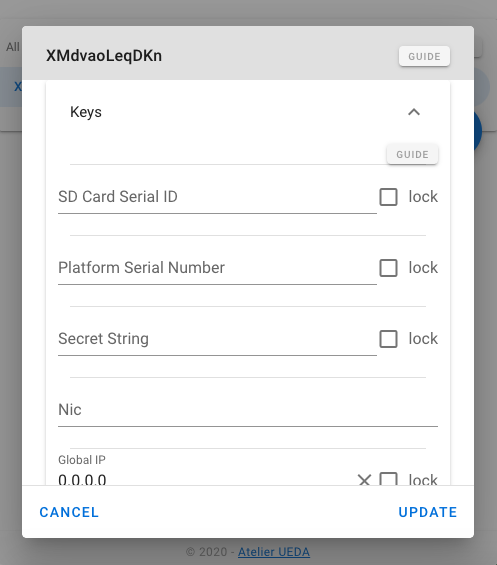 All
XMdvaoLeqDKn
GUIDE
X
Keys
GUIDE
SD Card Serial ID
lock
Platform Serial Number
lock
Secret String
lock
Nic
Global IP
0.0.0.0
lock
CANCEL
UPDATE
© 2020 - Atelier UEDA